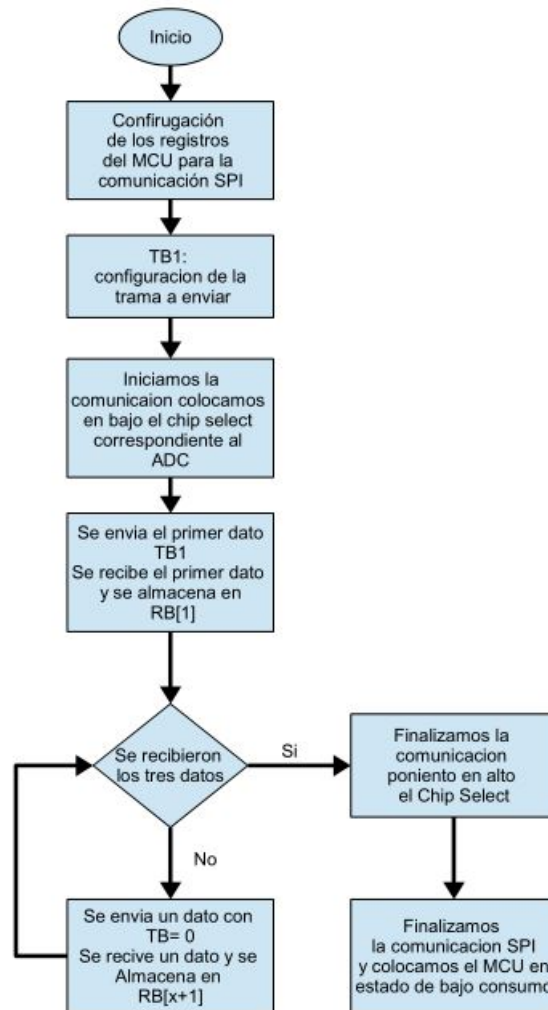 Inicio
Confirugación
de los registros
del MCU para la
comunicación SPI
TB1:
configuracion de la
trama a enviar
Iniciamos la
comunicaion colocamos
en bajo el chip select
correspondiente al
ADC
Se envia el primer dato
TB1
Se recibe el primer dato
y se almacena en
RB[1]
Se recibieron
los tres datos
Si
Finalizamos la
comunicacion
poniento en alto
el Chip Select
No
Se envia un dato con
TB= 0
Se recive un dato y se
Almacena en
RB[x+1]
Finalizamos
la comunicacion SPI
y colocamos el MCU en
estado de bajo consumo